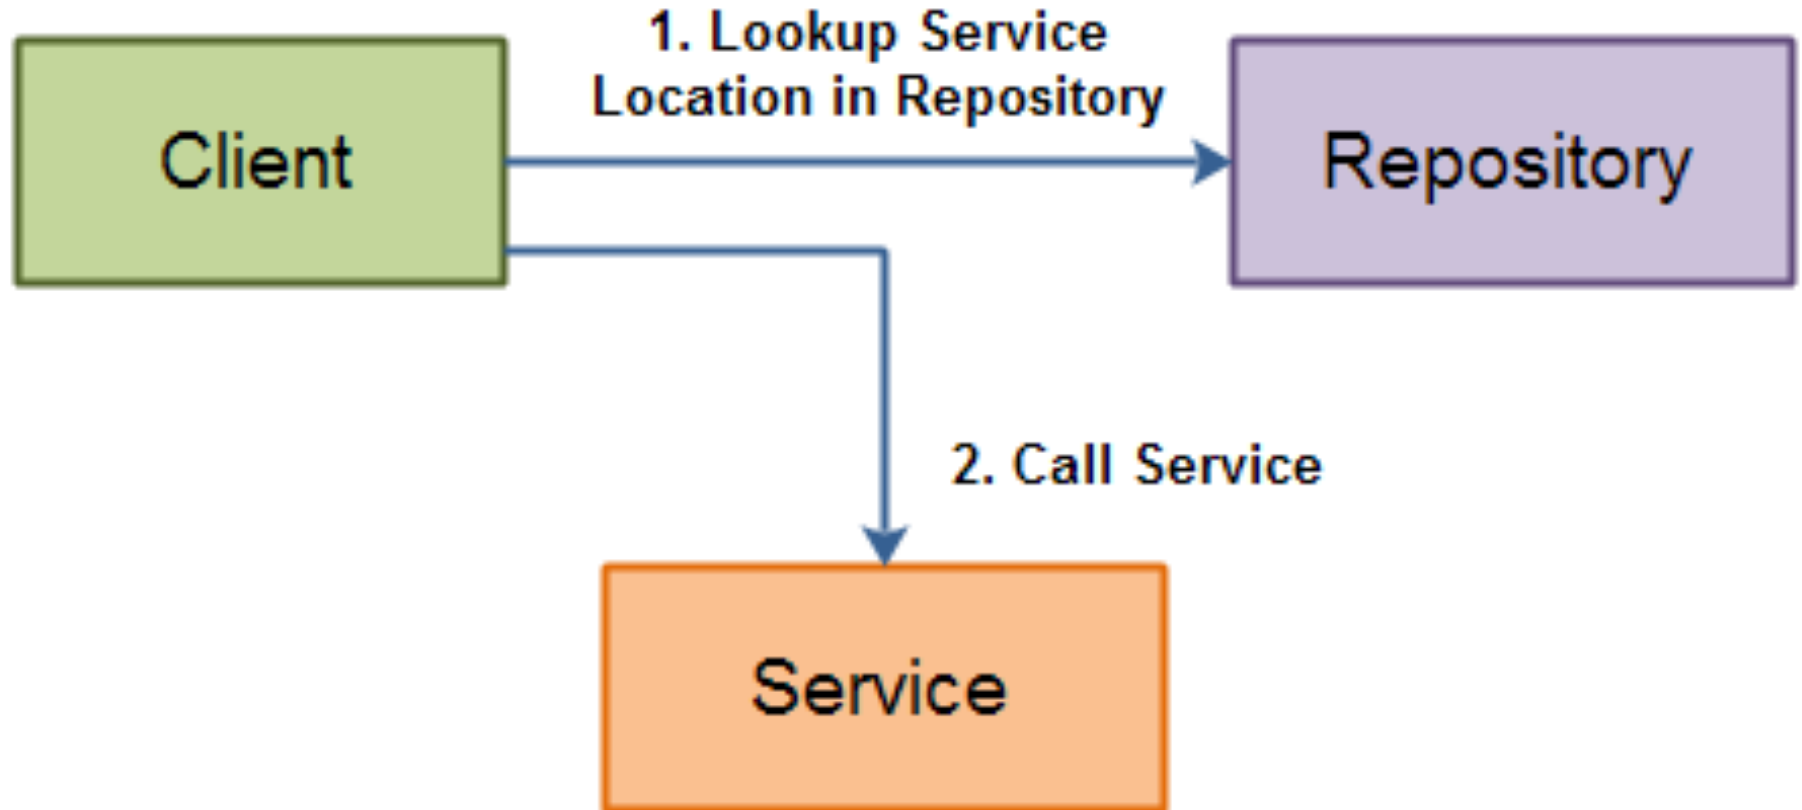 1. Lookup Service
Location in Repository
Client
Repository
2. Call Service
Service